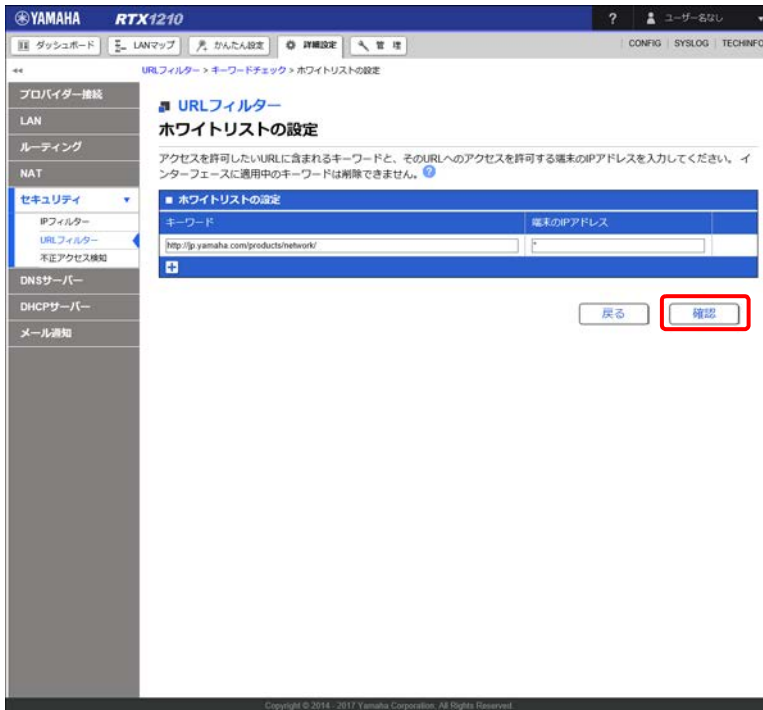 YAMAHA RTX1210 ? ユーザー名なし
ダッシュボード LANマップ かんたん設定 詳細設定 管理 CONFIG SYSLOG TECHINFO
URLフィルター > キーワードチェック > ホワイトリストの設定
プロバイダー接続
LAN
ルーティング
NAT
セキュリティ
IPフィルター
URLフィルター
不正アクセス検知
DNSサーバー
DHCPサーバー
メール通知
URLフィルター
ホワイトリストの設定
アクセスを許可したいURLに含まれるキーワードと、そのURLへのアクセスを許可する端末のIPアドレスを入力してください。 イ
ンターフェースに適用中のキーワードは削除できません。 ?
■ ホワイトリストの設定
キーワード 端末のIPアドレス
http://jp.yamaha.com/products/network/ *
+
戻る 確認
Copyright © 2014 - 2017 Yamaha Corporation. All Rights Reserved.